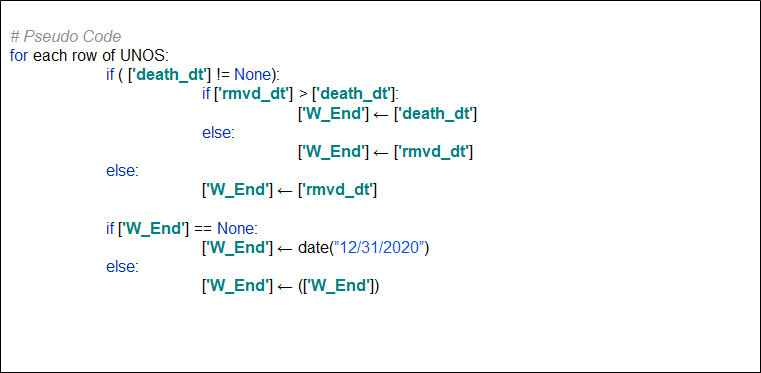 # Pseudo Code
for each row of UNOS:
if ( ['death_dt'] != None):
if ['rmvd_dt'] > ['death_dt']:
['W_End'] ← ['death_dt']
else:
['W_End'] ← ['rmvd_dt']
else:
['W_End'] ← ['rmvd_dt']
if ['W_End'] == None:
['W_End'] ← date(”12/31/2020”)
else:
['W_End'] ← (['W_End'])